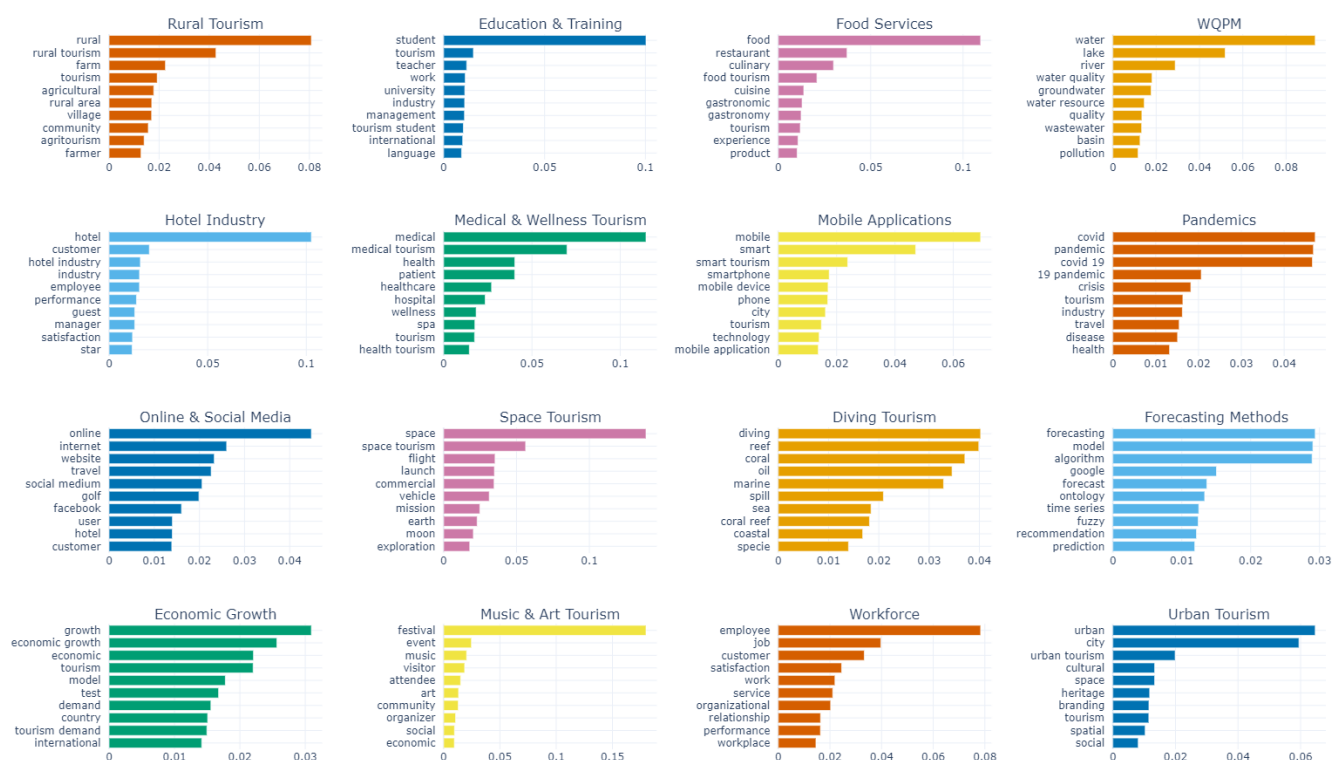 Rural Tourism
rural
rural tourism
farm
tourism
agricultural
rural area
village
community
agritourism
farmer
0 0.02 0.04 0.06 0.08
Education & Training
student
tourism
teacher
work
university
industry
management
tourism student
international
language
0 0.05 0.1
Food Services
food
restaurant
culinary
food tourism
cuisine
gastronomic
gastronomy
tourism
experience
product
0 0.05 0.1
WQPM
water
lake
river
water quality
groundwater
water resource
quality
wastewater
basin
pollution
0 0.02 0.04 0.06 0.08
Hotel Industry
hotel
customer
hotel industry
industry
employee
performance
guest
manager
satisfaction
star
0 0.05 0.1
Medical & Wellness Tourism
medical
medical tourism
health
patient
healthcare
hospital
wellness
spa
tourism
health tourism
0 0.05 0.1
Mobile Applications
mobile
smart
smart tourism
smartphone
mobile device
phone
city
tourism
technology
mobile application
0 0.02 0.04 0.06
Pandemics
covid
pandemic
covid 19
19 pandemic
crisis
tourism
industry
travel
disease
health
0 0.01 0.02 0.03 0.04
Online & Social Media
online
internet
website
travel
social medium
golf
facebook
user
hotel
customer
0 0.01 0.02 0.03 0.04
Space Tourism
space
space tourism
flight
launch
commercial
vehicle
mission
earth
moon
exploration
0 0.05 0.1
Diving Tourism
diving
reef
coral
oil
marine
spill
sea
coral reef
coastal
specie
0 0.01 0.02 0.03 0.04
Forecasting Methods
forecasting
model
algorithm
google
forecast
ontology
time series
fuzzy
recommendation
prediction
0 0.01 0.02 0.03
Economic Growth
growth
economic growth
economic
tourism
model
test
demand
country
tourism demand
international
0 0.01 0.02 0.03
Music & Art Tourism
festival
event
music
visitor
attendee
art
community
organizer
social
economic
0 0.05 0.1 0.15
Workforce
employee
job
customer
satisfaction
work
service
organizational
relationship
performance
workplace
0 0.02 0.04 0.06 0.08
Urban Tourism
urban
city
urban tourism
cultural
space
heritage
branding
tourism
spatial
social
0 0.02 0.04 0.06